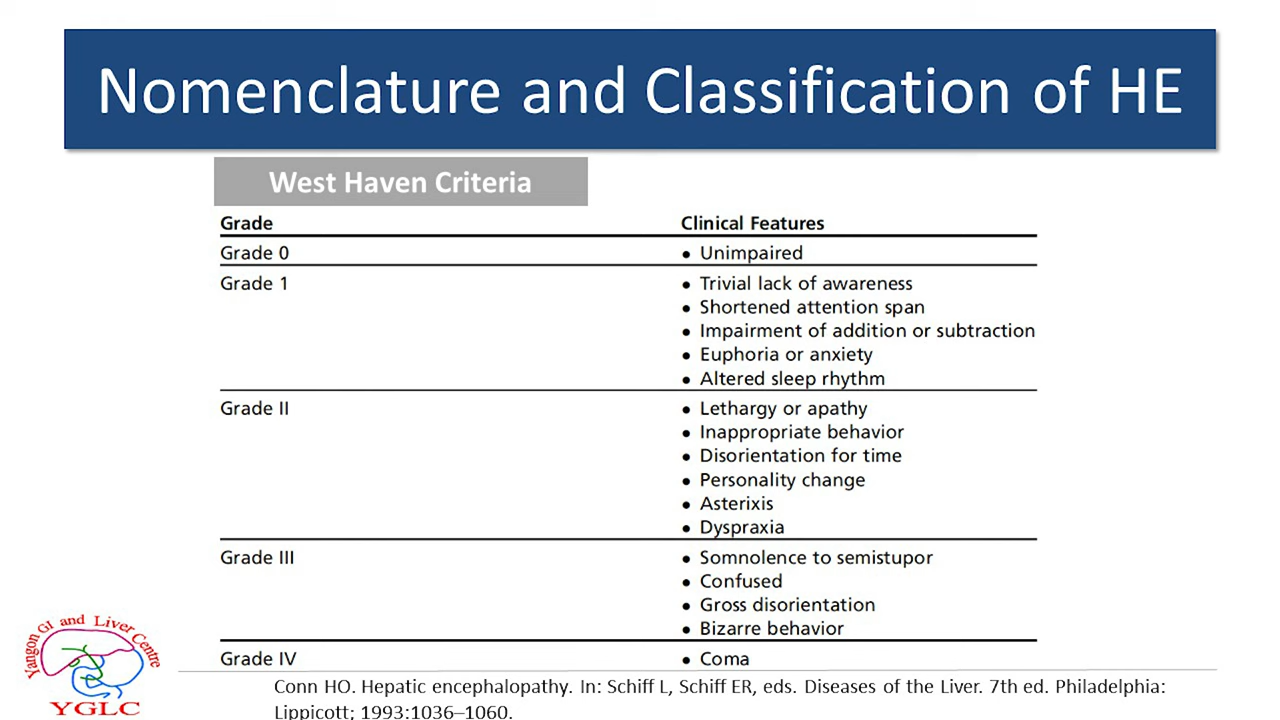 Nomenclature and Classification of HE
West Haven Criteria
Grade Clinical Features
Grade 0 • Unimpaired
Grade 1 • Trivial lack of awareness
• Shortened attention span
• Impairment of addition or subtraction
• Euphoria or anxiety
• Altered sleep rhythm
Grade II • Lethargy or apathy
• Inappropriate behavior
• Disorientation for time
• Personality change
• Asterixis
• Dyspraxia
Grade III • Somnolence to semistupor
• Confused
• Gross disorientation
• Bizarre behavior
Grade IV • Coma
Yangon GI and Liver Centre
YGLC
Conn HO. Hepatic encephalopathy. In: Schiff L, Schiff ER, eds. Diseases of the Liver. 7th ed. Philadelphia:
Lippicott; 1993:1036–1060.